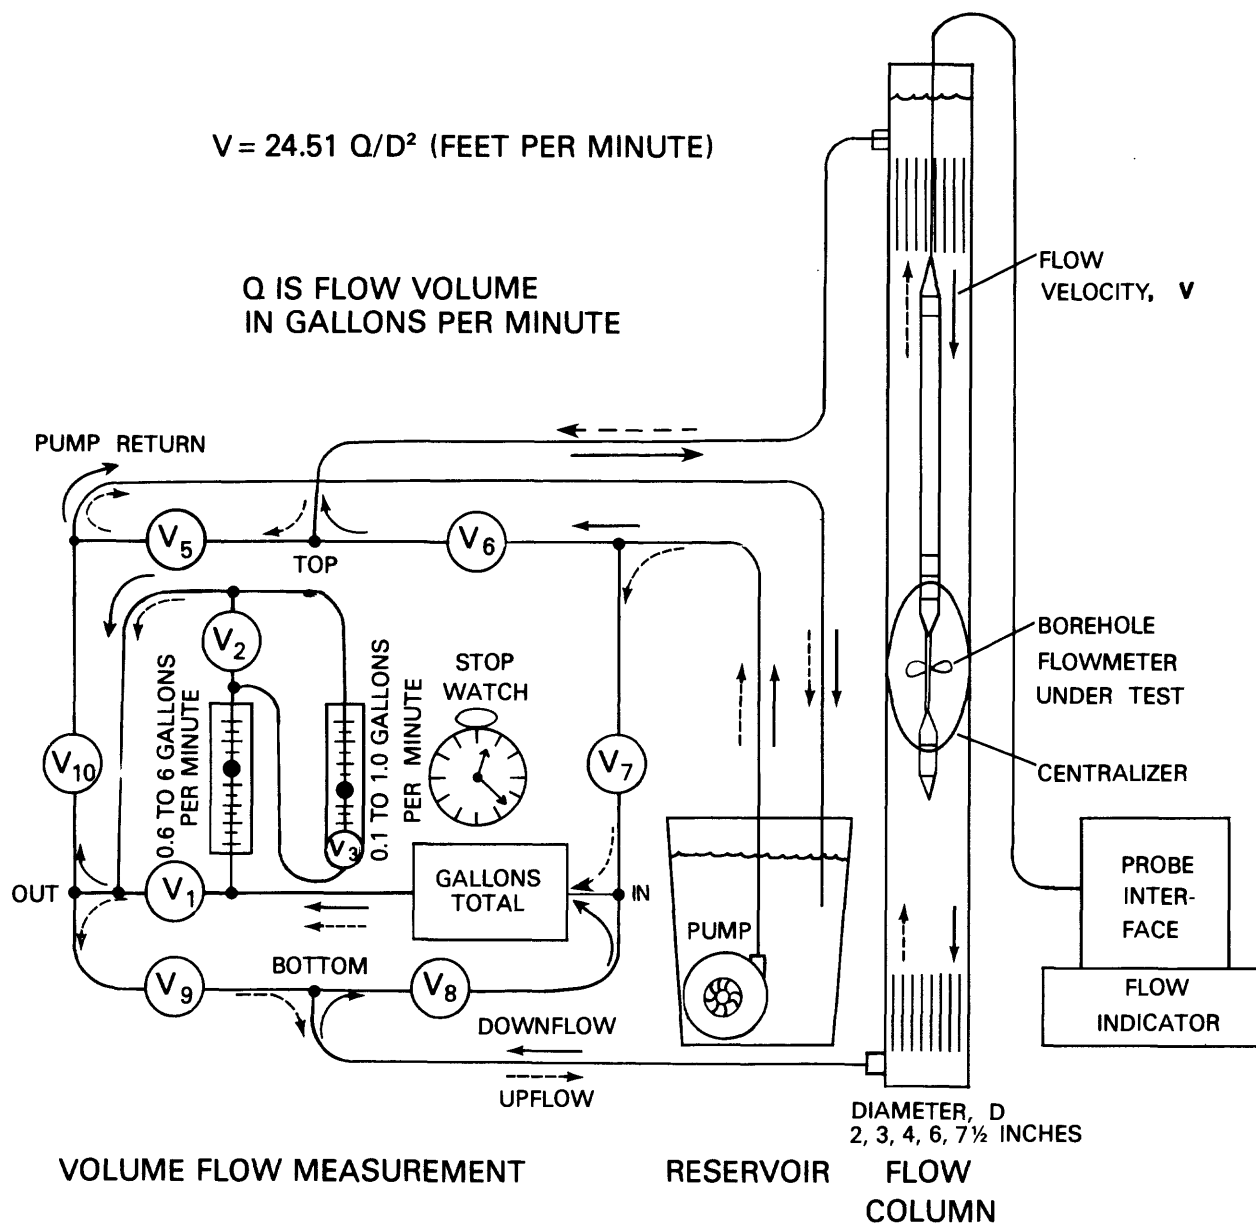 V = 24.51 Q/D² (FEET PER MINUTE)
Q IS FLOW VOLUME
IN GALLONS PER MINUTE
FLOW
VELOCITY, V
PUMP RETURN
V5
TOP
V6
V2
STOP
WATCH
0.6 TO 6 GALLONS
PER MINUTE
0.1 TO 1.0 GALLONS
PER MINUTE
BOREHOLE
FLOWMETER
UNDER TEST
V10
V7
CENTRALIZER
V3
OUT
V1
GALLONS
TOTAL
IN
PROBE
INTER-
FACE
PUMP
BOTTOM
V9
V8
FLOW
INDICATOR
DOWNFLOW
UPFLOW
DIAMETER, D
2, 3, 4, 6, 7½ INCHES
VOLUME FLOW MEASUREMENT
RESERVOIR
FLOW
COLUMN